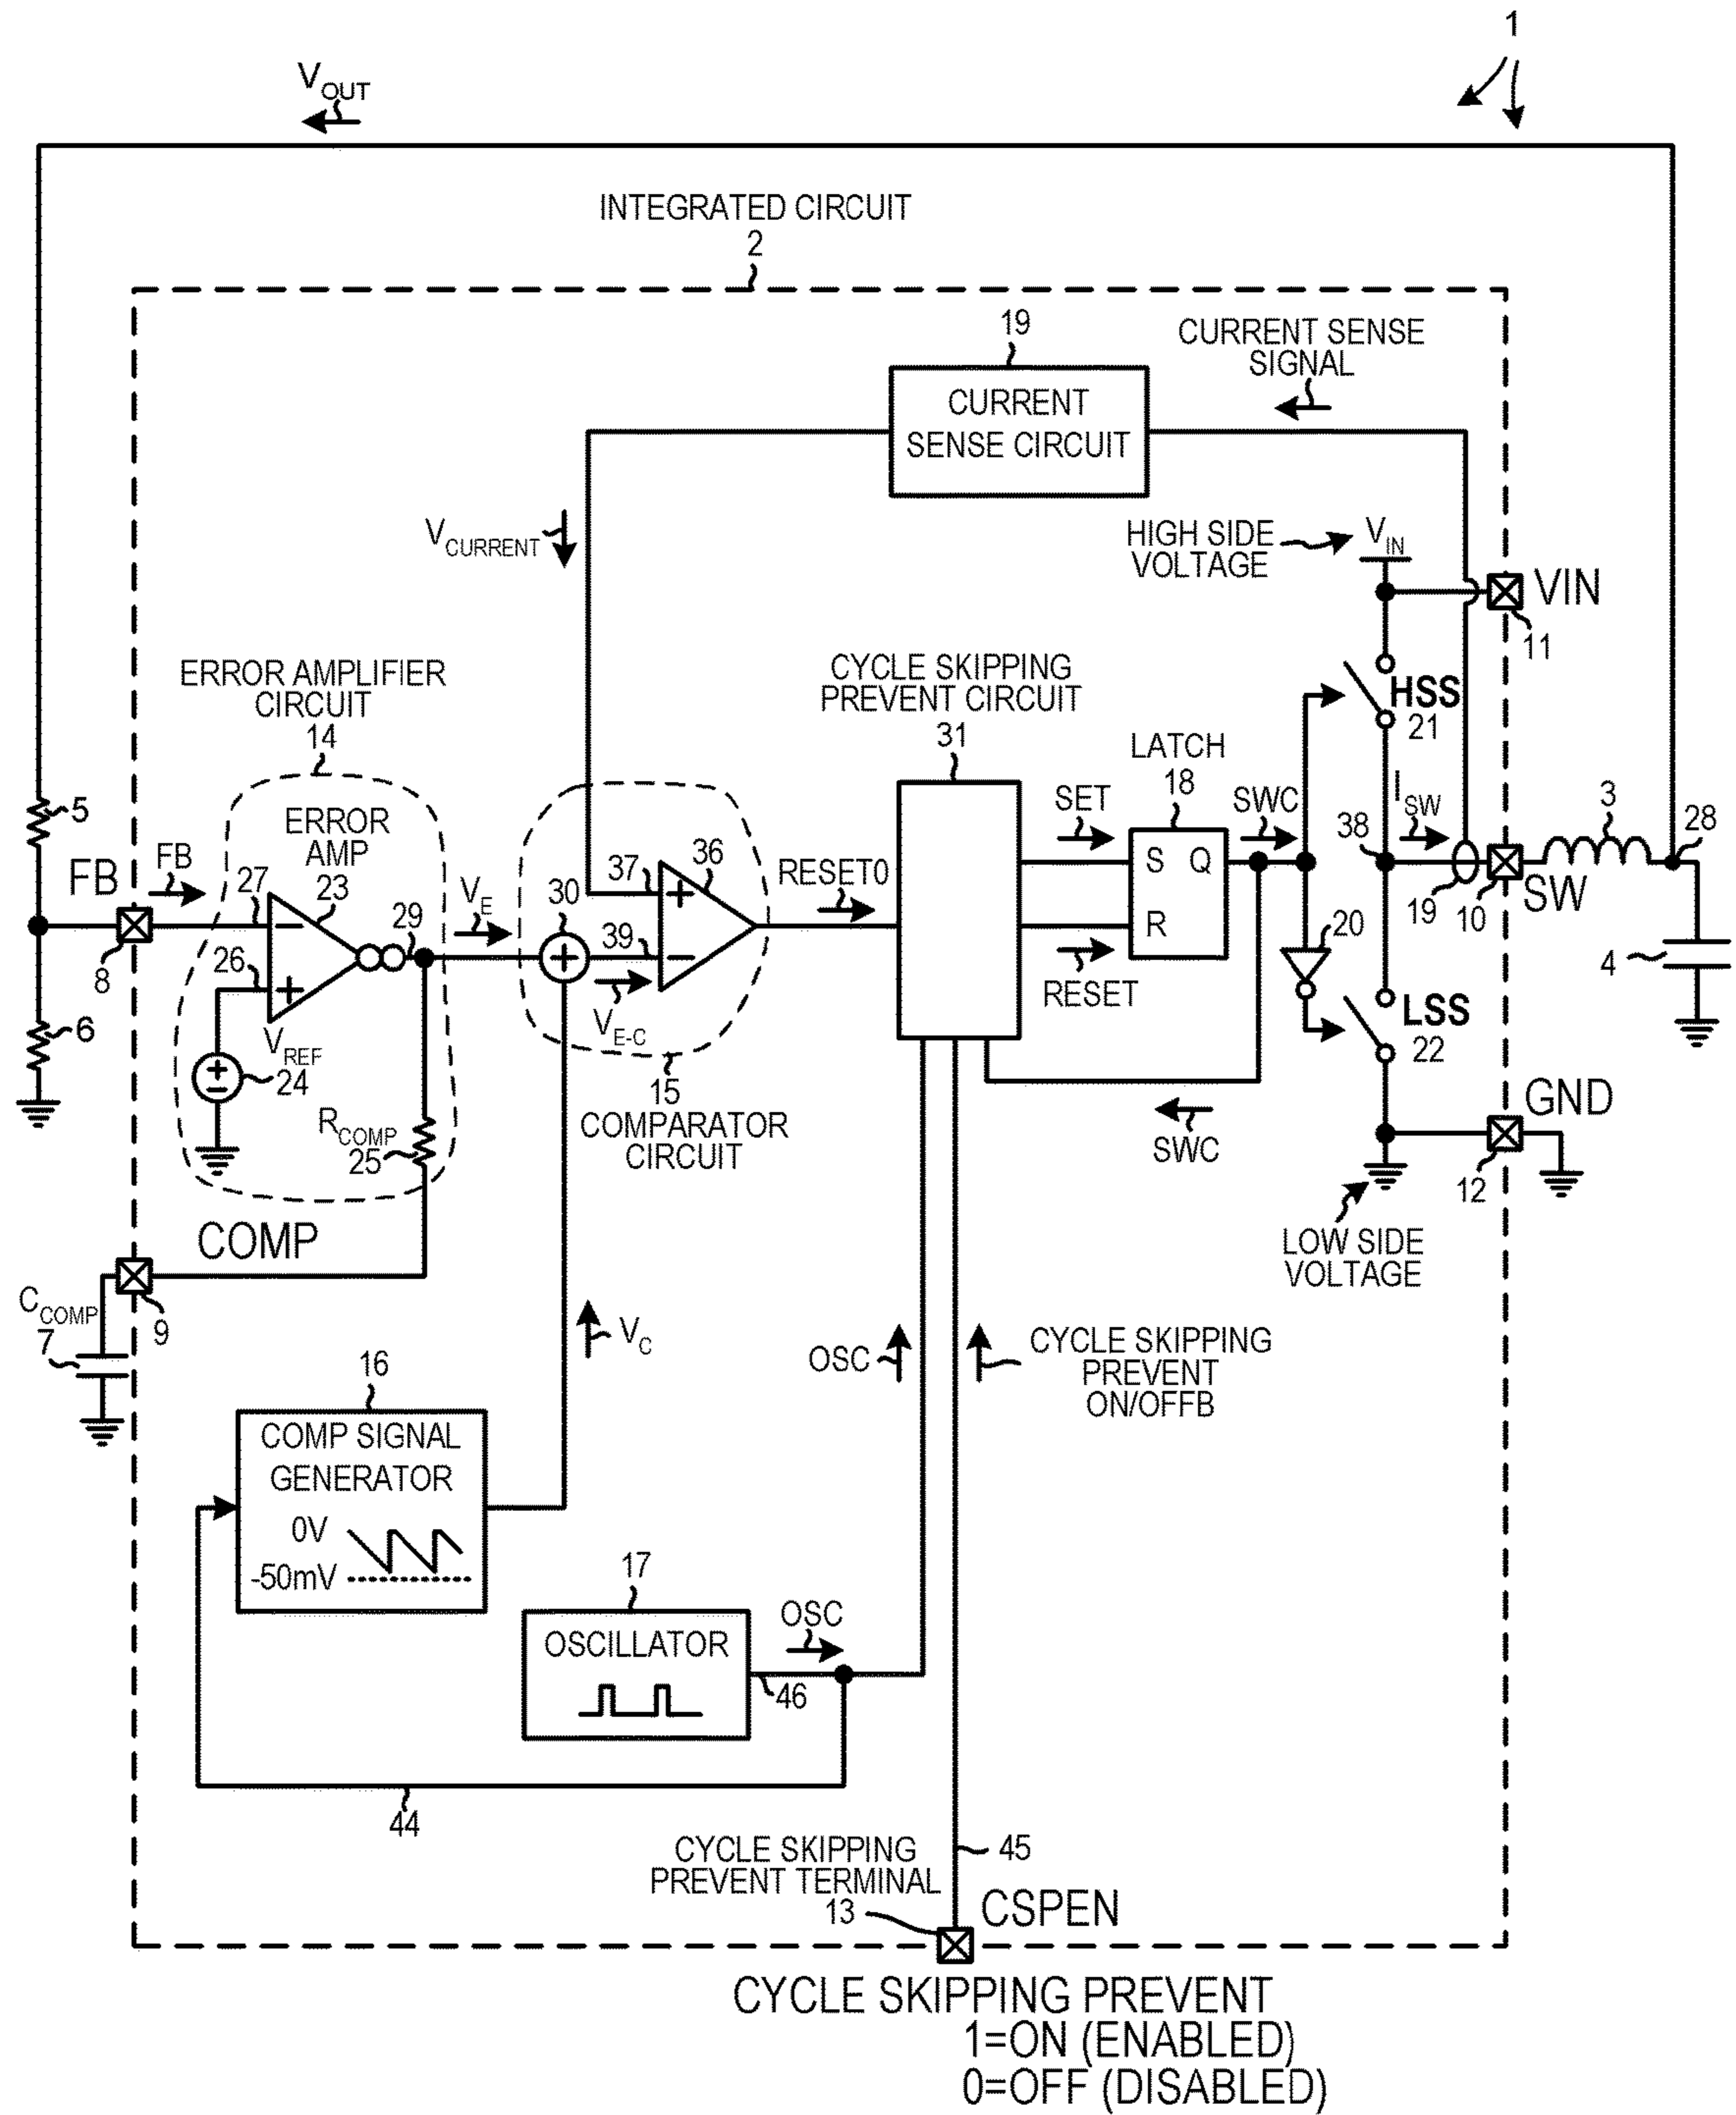 1
VOUT
INTEGRATED CIRCUIT
2
19
CURRENT SENSE
SIGNAL
CURRENT
SENSE CIRCUIT
VCURRENT
HIGH SIDE
VOLTAGE
VIN
VIN
11
ERROR AMPLIFIER
CIRCUIT
14
CYCLE SKIPPING
PREVENT CIRCUIT
31
HSS
21
LATCH
18
5
ERROR
AMP
23
SET
SWC
ISW
3
28
38
FB
FB
27
VE
30
37
36
RESET0
S
Q
19
10
SW
8
26
29
39
R
20
4
VREF
24
6
VE-C
RESET
LSS
22
RCOMP
25
15
COMPARATOR
CIRCUIT
SWC
GND
12
COMP
LOW SIDE
VOLTAGE
CCOMP
7
9
VC
OSC
CYCLE SKIPPING
PREVENT
ON/OFFB
16
COMP SIGNAL
GENERATOR
0V
-50mV
17
OSCILLATOR
OSC
46
44
CYCLE SKIPPING
PREVENT TERMINAL
13
45
CSPEN
CYCLE SKIPPING PREVENT
1=ON (ENABLED)
0=OFF (DISABLED)